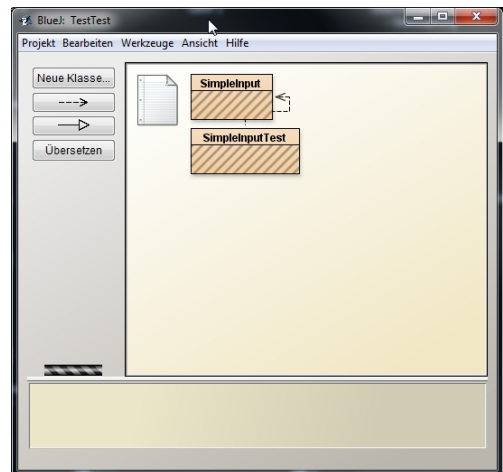 BlueJ: TestTest
Projekt Bearbeiten Werkzeuge Ansicht Hilfe
Neue Klasse...
Übersetzen
SimpleInput
SimpleInputTest